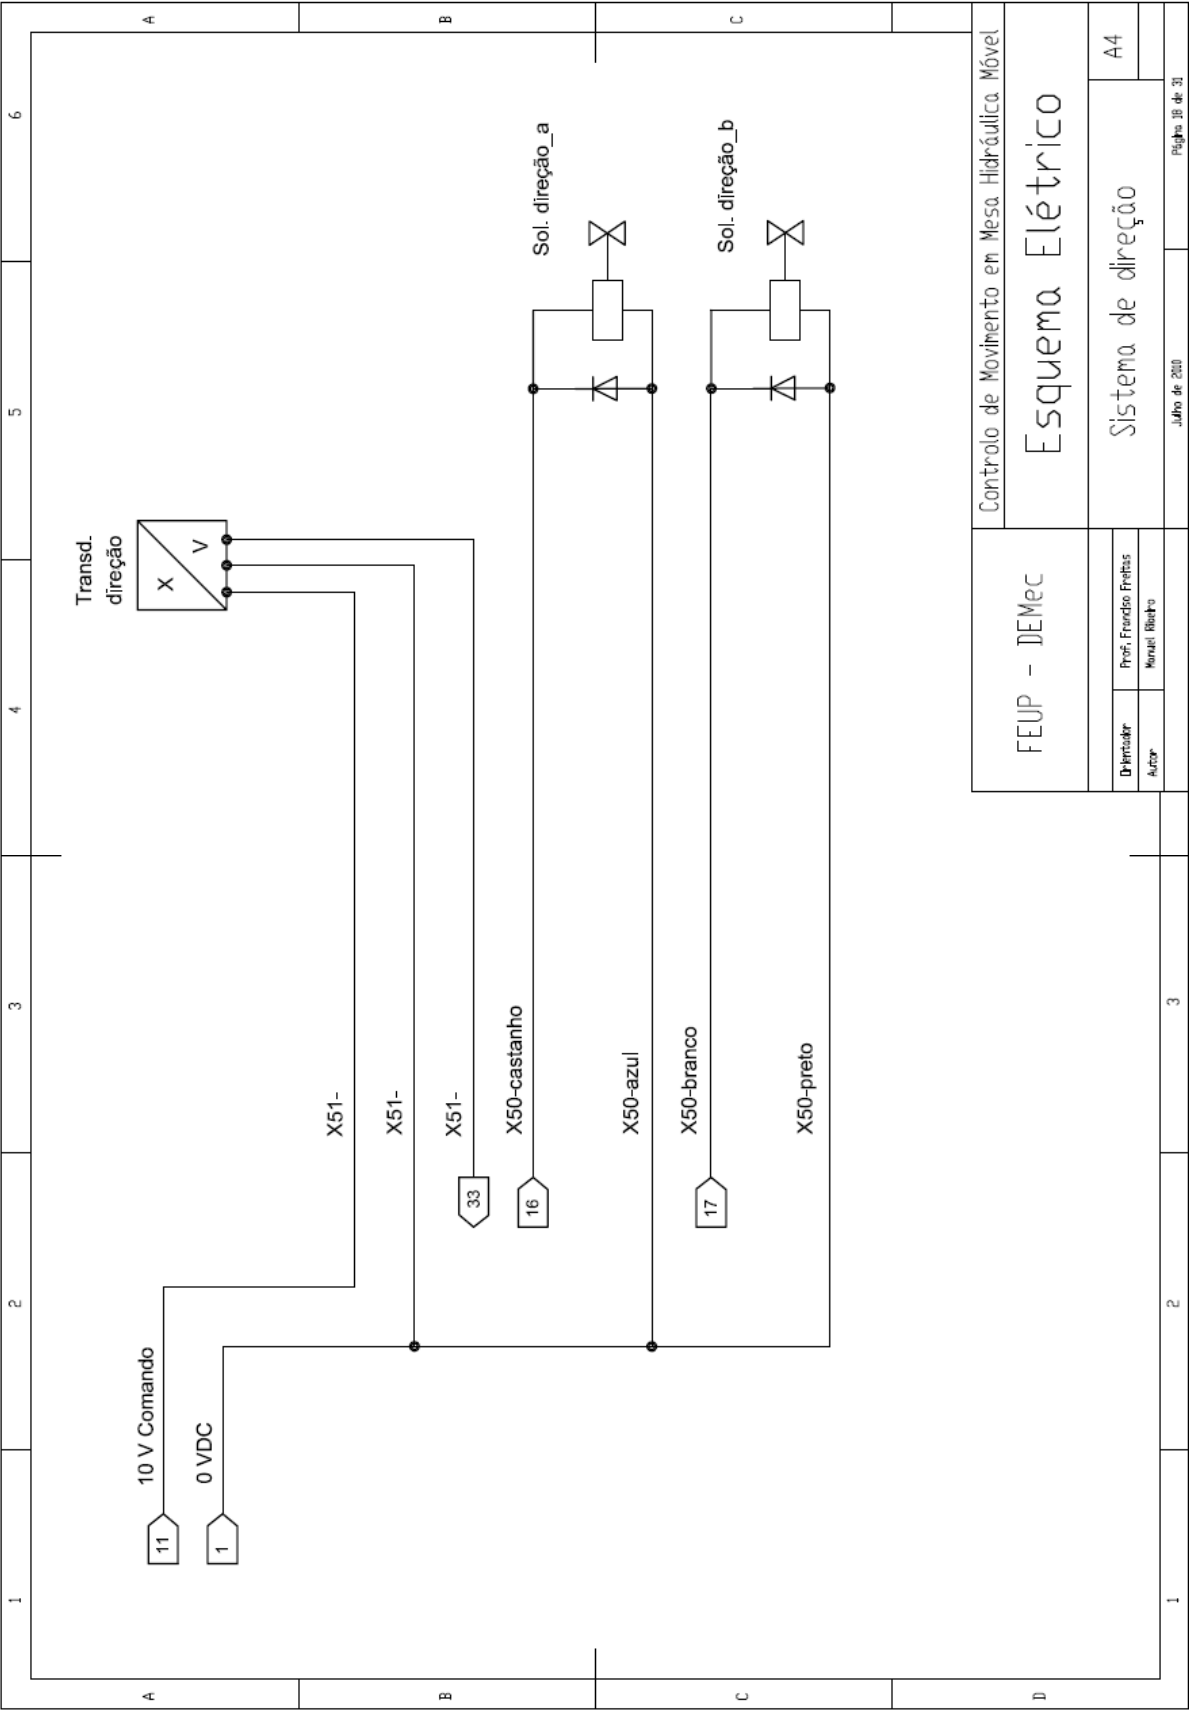 1
2
3
4
5
6
A
B
C
Transd.
direção
X
V
10 V Comando
11
0 VDC
1
X51-
X51-
X51-
33
X50-castanho
16
Sol. direção_a
X50-azul
X50-branco
17
Sol. direção_b
X50-preto
A
B
C
D
1
2
3
FEUP - DEMec
Controlo de Movimento em Mesa Hidráulica Móvel
Esquema Elétrico
Orientador
Prof. Francisco Freitas
Autor
Manuel Ribeiro
Sistema de direção
A4
Julho de 2010
Página 18 de 31